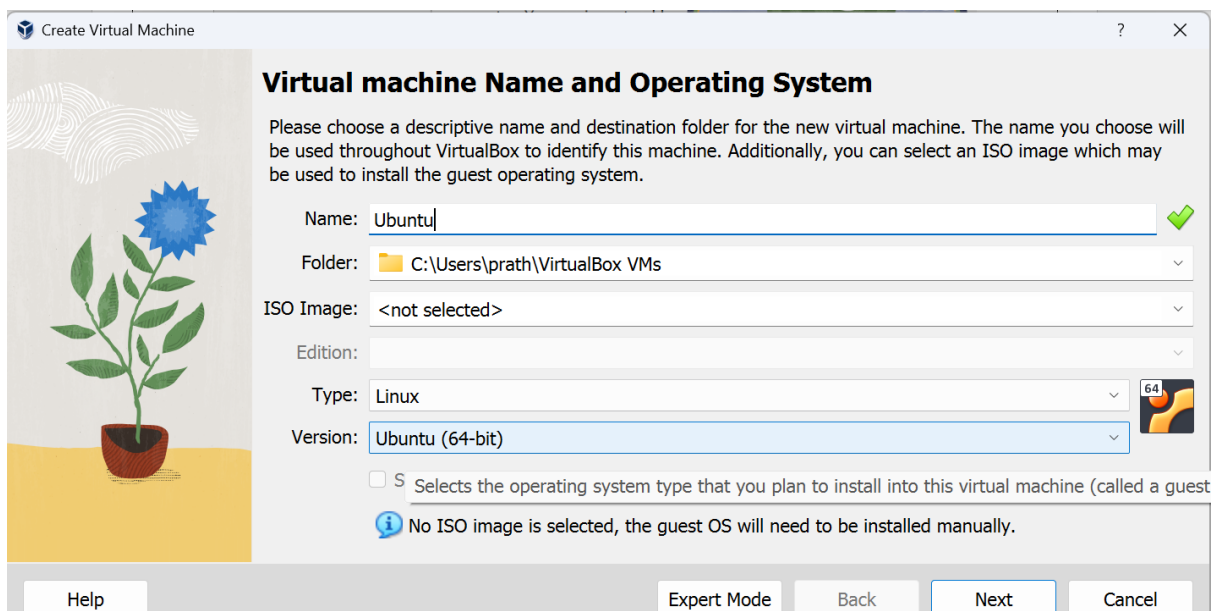 Create Virtual Machine
?
Virtual machine Name and Operating System
Please choose a descriptive name and destination folder for the new virtual machine. The name you choose will
be used throughout VirtualBox to identify this machine. Additionally, you can select an ISO image which may
be used to install the guest operating system.
Name: Ubuntu
Folder: C:\Users\prath\VirtualBox VMs
ISO Image: <not selected>
Edition:
Type: Linux
64
Version: Ubuntu (64-bit)
S
Selects the operating system type that you plan to install into this virtual machine (called a guest
No ISO image is selected, the guest OS will need to be installed manually.
Help Expert Mode Back Next Cancel